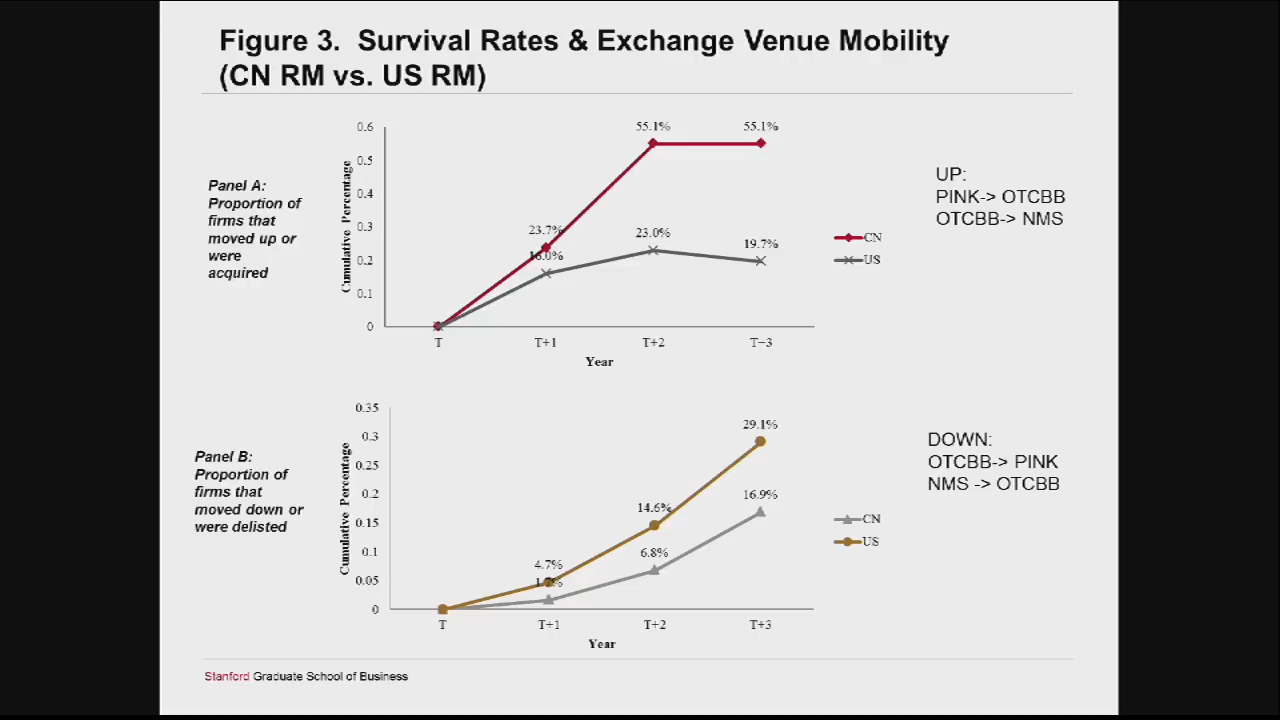 Figure 3. Survival Rates & Exchange Venue Mobility
(CN RM vs. US RM)
Panel A:
Proportion of
firms that
moved up or
were
acquired
Cumulative Percentage
0.6
0.5
0.4
0.3
0.2
0.1
0
55.1%
55.1%
23.7%
23.0%
19.7%
16.0%
T
T+1
T+2
T+3
Year
CN
US
UP:
PINK-> OTCBB
OTCBB-> NMS
Panel B:
Proportion of
firms that
moved down or
were delisted
Cumulative Percentage
0.35
0.3
0.25
0.2
0.15
0.1
0.05
0
29.1%
16.9%
14.6%
6.8%
4.7%
1.7%
T
T+1
T+2
T+3
Year
CN
US
DOWN:
OTCBB-> PINK
NMS -> OTCBB
Stanford Graduate School of Business